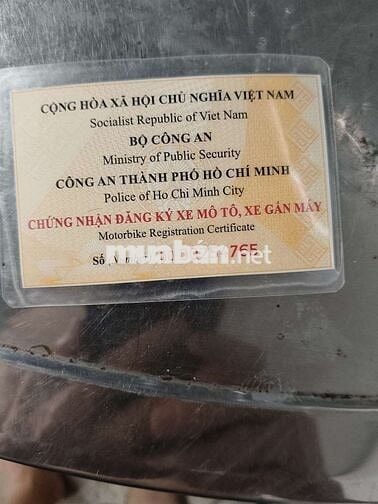 CỘNG HÒA XÃ HỘI CHỦ NGHĨA VIỆT NAM
Socialist Republic of Viet Nam
BỘ CÔNG AN
Ministry of Public Security
CÔNG AN THÀNH PHỐ HỒ CHÍ MINH
Police of Ho Chi Minh City
CHỨNG NHẬN ĐĂNG KÝ XE MÔ TÔ, XE GẮN MÁY
Motorbike Registration Certificate
muaban.net
Số 765